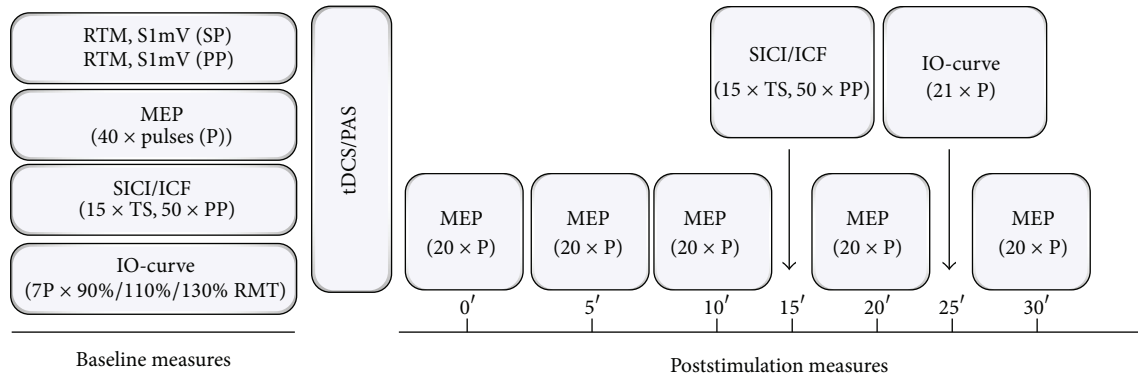 RTM, S1mV (SP)
RTM, S1mV (PP)
MEP
(40 × pulses (P))
SICI/ICF
(15 × TS, 50 × PP)
IO-curve
(7P × 90%/110%/130% RMT)
Baseline measures
tDCS/PAS
SICI/ICF
(15 × TS, 50 × PP)
IO-curve
(21 × P)
MEP
(20 × P)
MEP
(20 × P)
MEP
(20 × P)
MEP
(20 × P)
MEP
(20 × P)
0′ 5′ 10′ 15′ 20′ 25′ 30′
Poststimulation measures